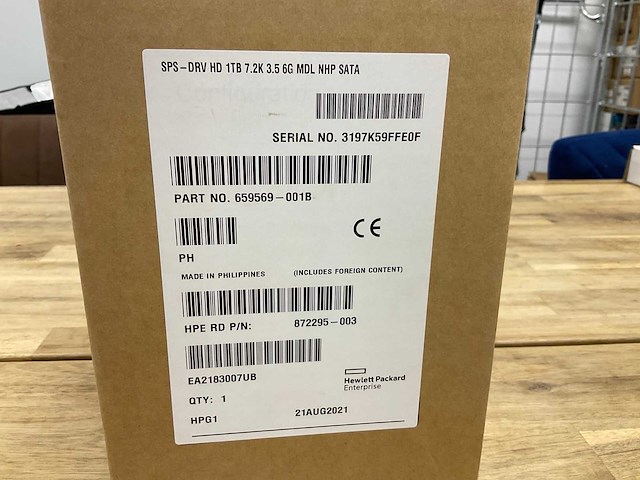 SPS-DRV HD 1TB 7.2K 3.5 6G MDL NHP SATA
SERIAL NO. 3197K59FFE0F
PART NO. 659569-001B
CE
PH
MADE IN PHILIPPINES (INCLUDES FOREIGN CONTENT)
HPE RD P/N: 872295-003
EA2183007UB
Hewlett Packard
Enterprise
QTY: 1
HPG1 21AUG2021